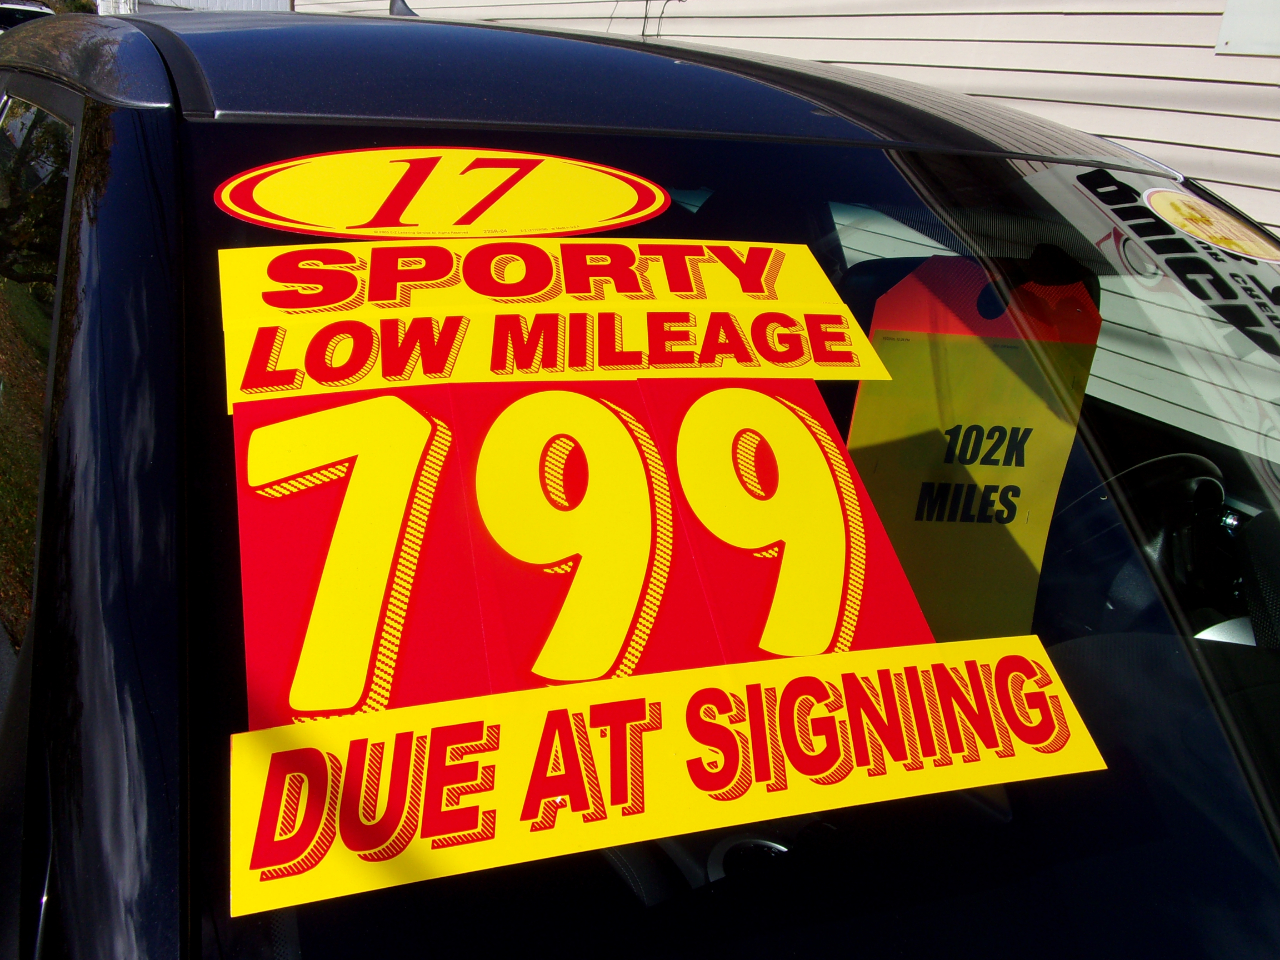 17
SPORTY
LOW MILEAGE
799
DUE AT SIGNING
102K
MILES